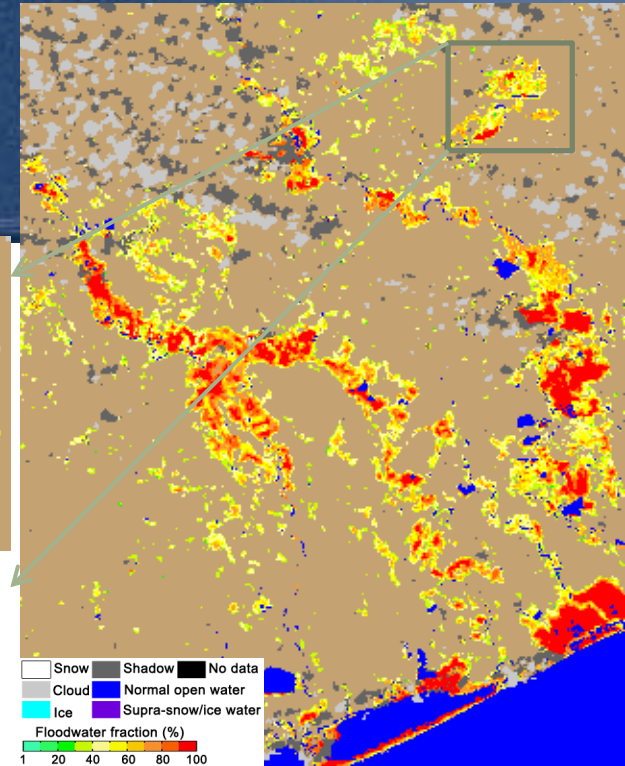 Snow Shadow No data
Cloud Normal open water
Ice Supra-snow/ice water
Floodwater fraction (%)
1 20 40 60 80 100